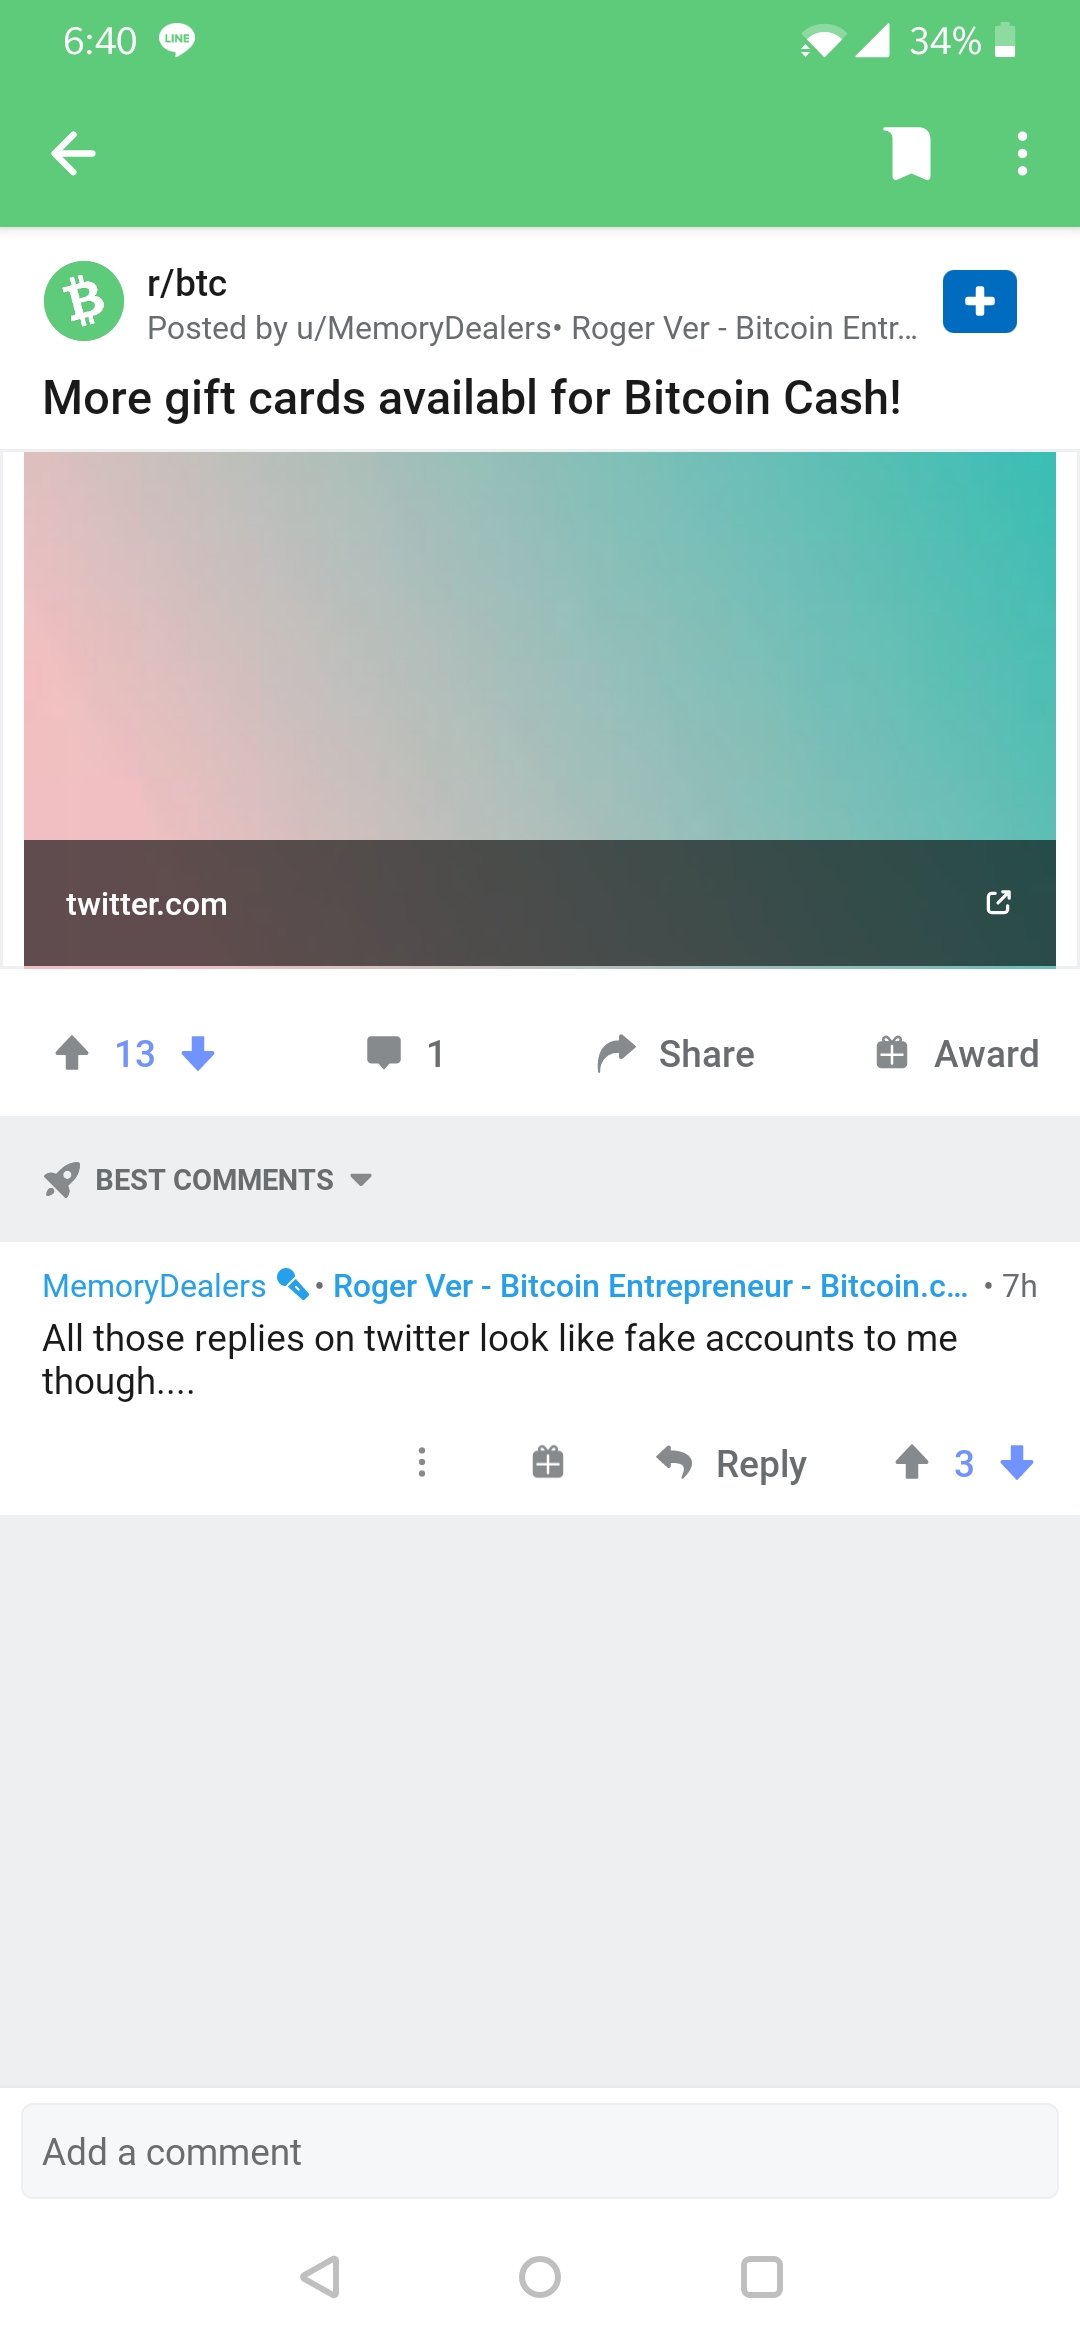 6:40 LINE 34%
r/btc
Posted by u/MemoryDealers• Roger Ver - Bitcoin Entr...
More gift cards availabl for Bitcoin Cash!
twitter.com
13 1 Share Award
BEST COMMENTS
MemoryDealers • Roger Ver - Bitcoin Entrepreneur - Bitcoin.c... • 7h
All those replies on twitter look like fake accounts to me
though....
Reply 3
Add a comment